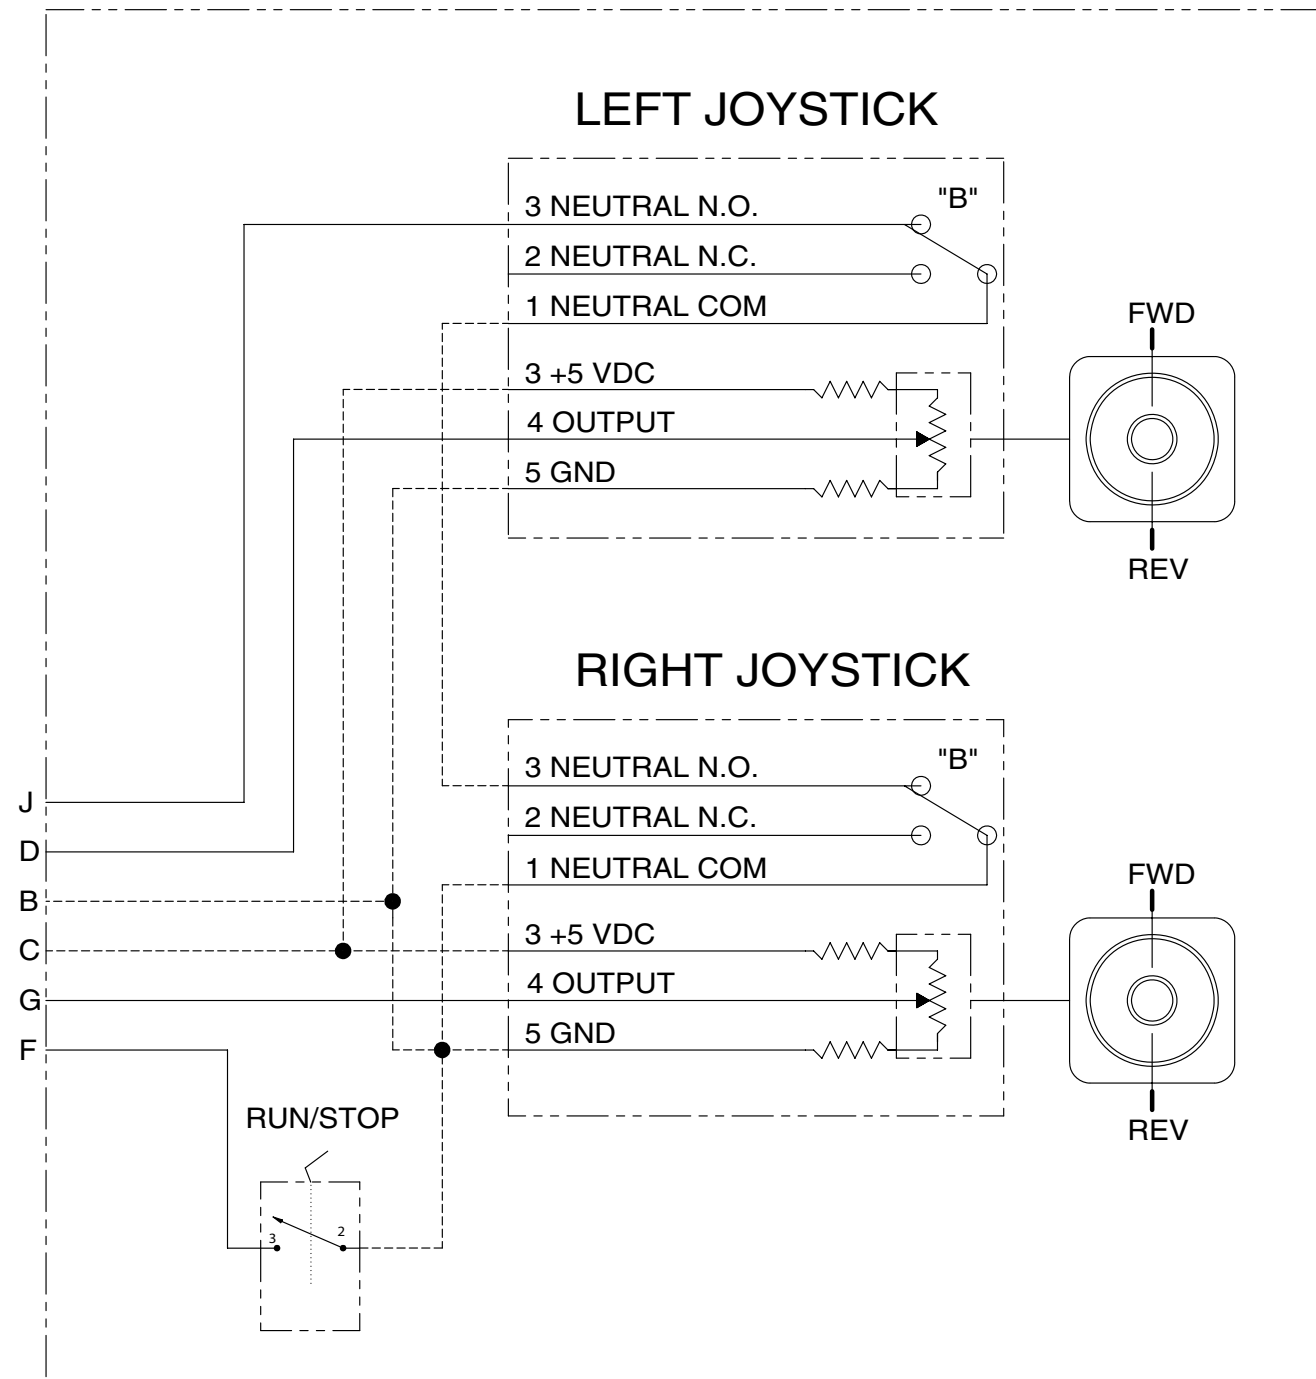 LEFT JOYSTICK
3 NEUTRAL N.O.
"B"
2 NEUTRAL N.C.
1 NEUTRAL COM
FWD
3 +5 VDC
4 OUTPUT
5 GND
REV
RIGHT JOYSTICK
3 NEUTRAL N.O.
"B"
J
2 NEUTRAL N.C.
D
1 NEUTRAL COM
FWD
B
3 +5 VDC
C
4 OUTPUT
G
5 GND
F
RUN/STOP
REV
3
2